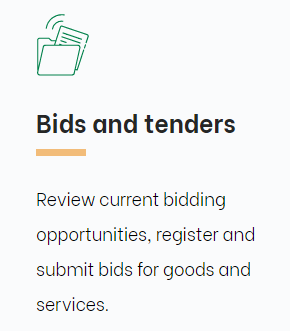 Bids and tenders
Review current bidding
opportunities, register and
submit bids for goods and
services.